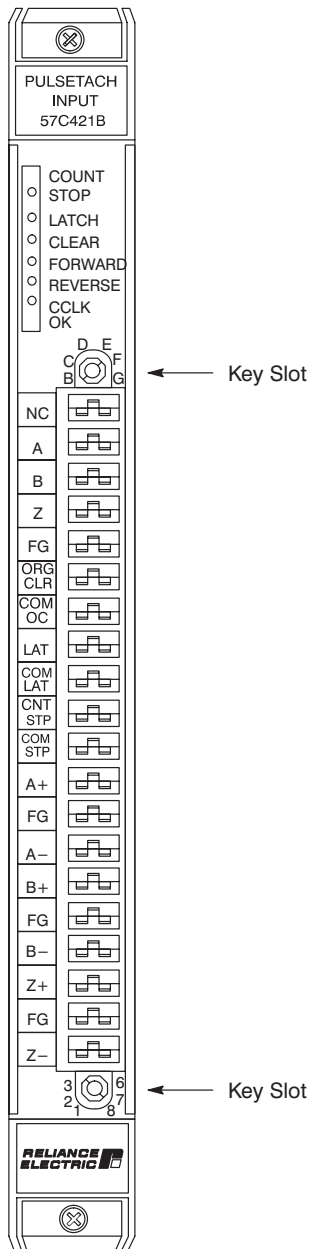 PULSETACH
INPUT
57C421B
COUNT
STOP
LATCH
CLEAR
FORWARD
REVERSE
CCLK
OK
D E
C F
B G
Key Slot
NC
A
B
Z
FG
ORG
CLR
COM
OC
LAT
COM
LAT
CNT
STP
COM
STP
A+
FG
A−
B+
FG
B−
Z+
FG
Z−
3 6
2 7
1 8
Key Slot
RELIANCE
ELECTRIC